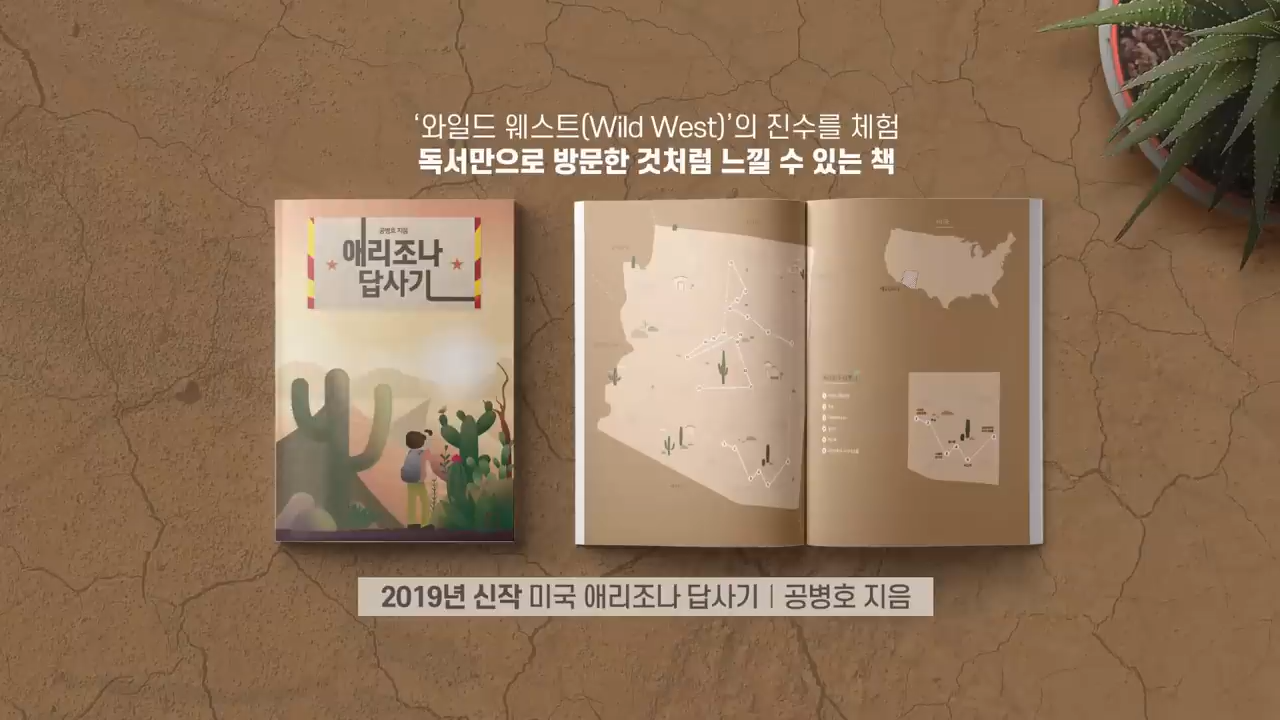 ‘와일드 웨스트(Wild West)’의 진수를 체험
독서만으로 방문한 것처럼 느낄 수 있는 책
공병호 지음
애리조나
답사기
2019년 신작 미국 애리조나 답사기 | 공병호 지음